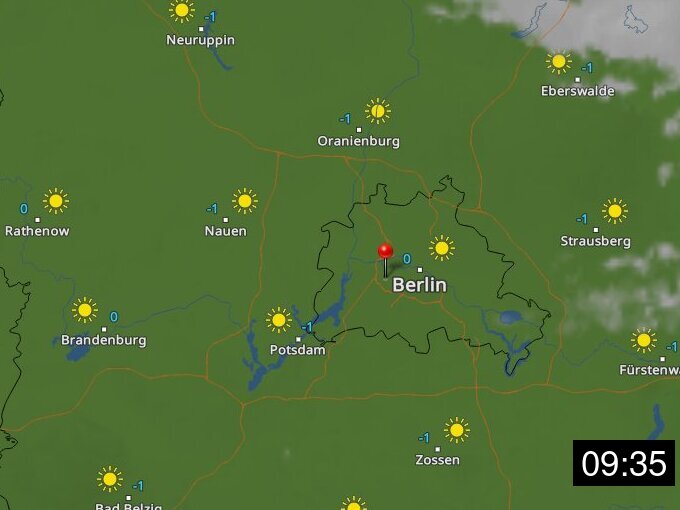 -1
Neuruppin
-1
Eberswalde
-1
Oranienburg
0
Rathenow
-1
Nauen
-1
Strausberg
0
Berlin
0
Brandenburg
-1
Potsdam
-1
Fürstenwa
-1
Zossen
09:35
-1
Bad Belzig